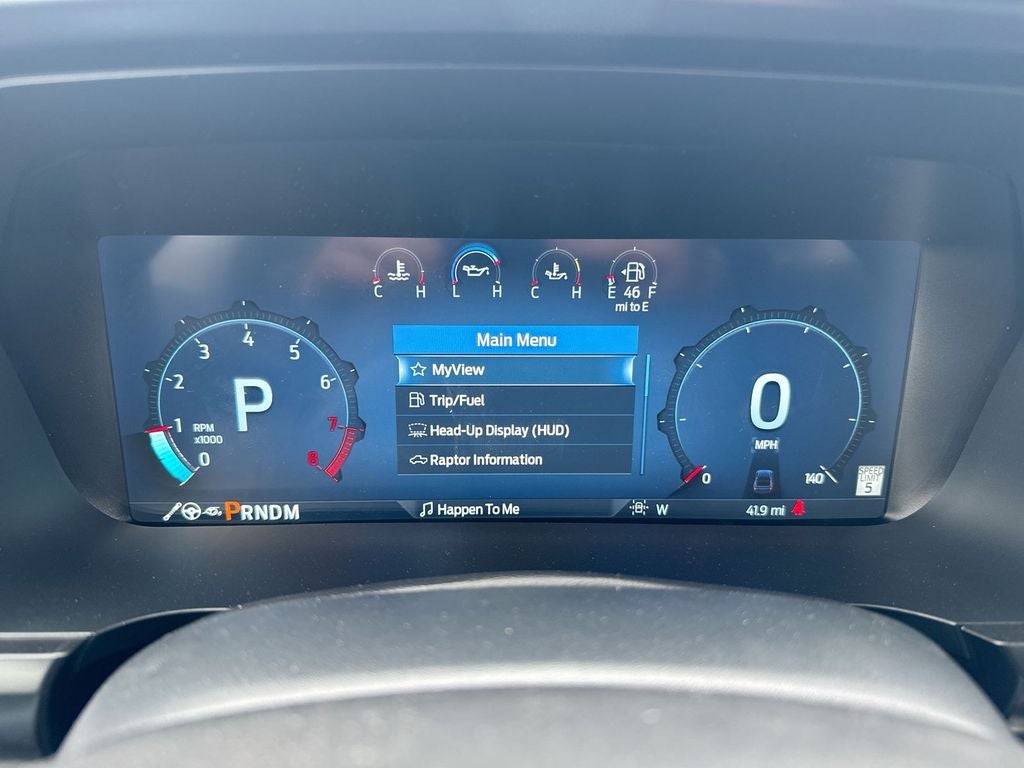 C H
L H
C H
E 46 F
mi to E
Main Menu
MyView
Trip/Fuel
Head-Up Display (HUD)
Raptor Information
0
1
2
3
4
5
6
7
8
RPM
x1000
P
0
MPH
0
140
SPEED
LIMIT
5
PRNDM
Happen To Me
W
41.9 mi